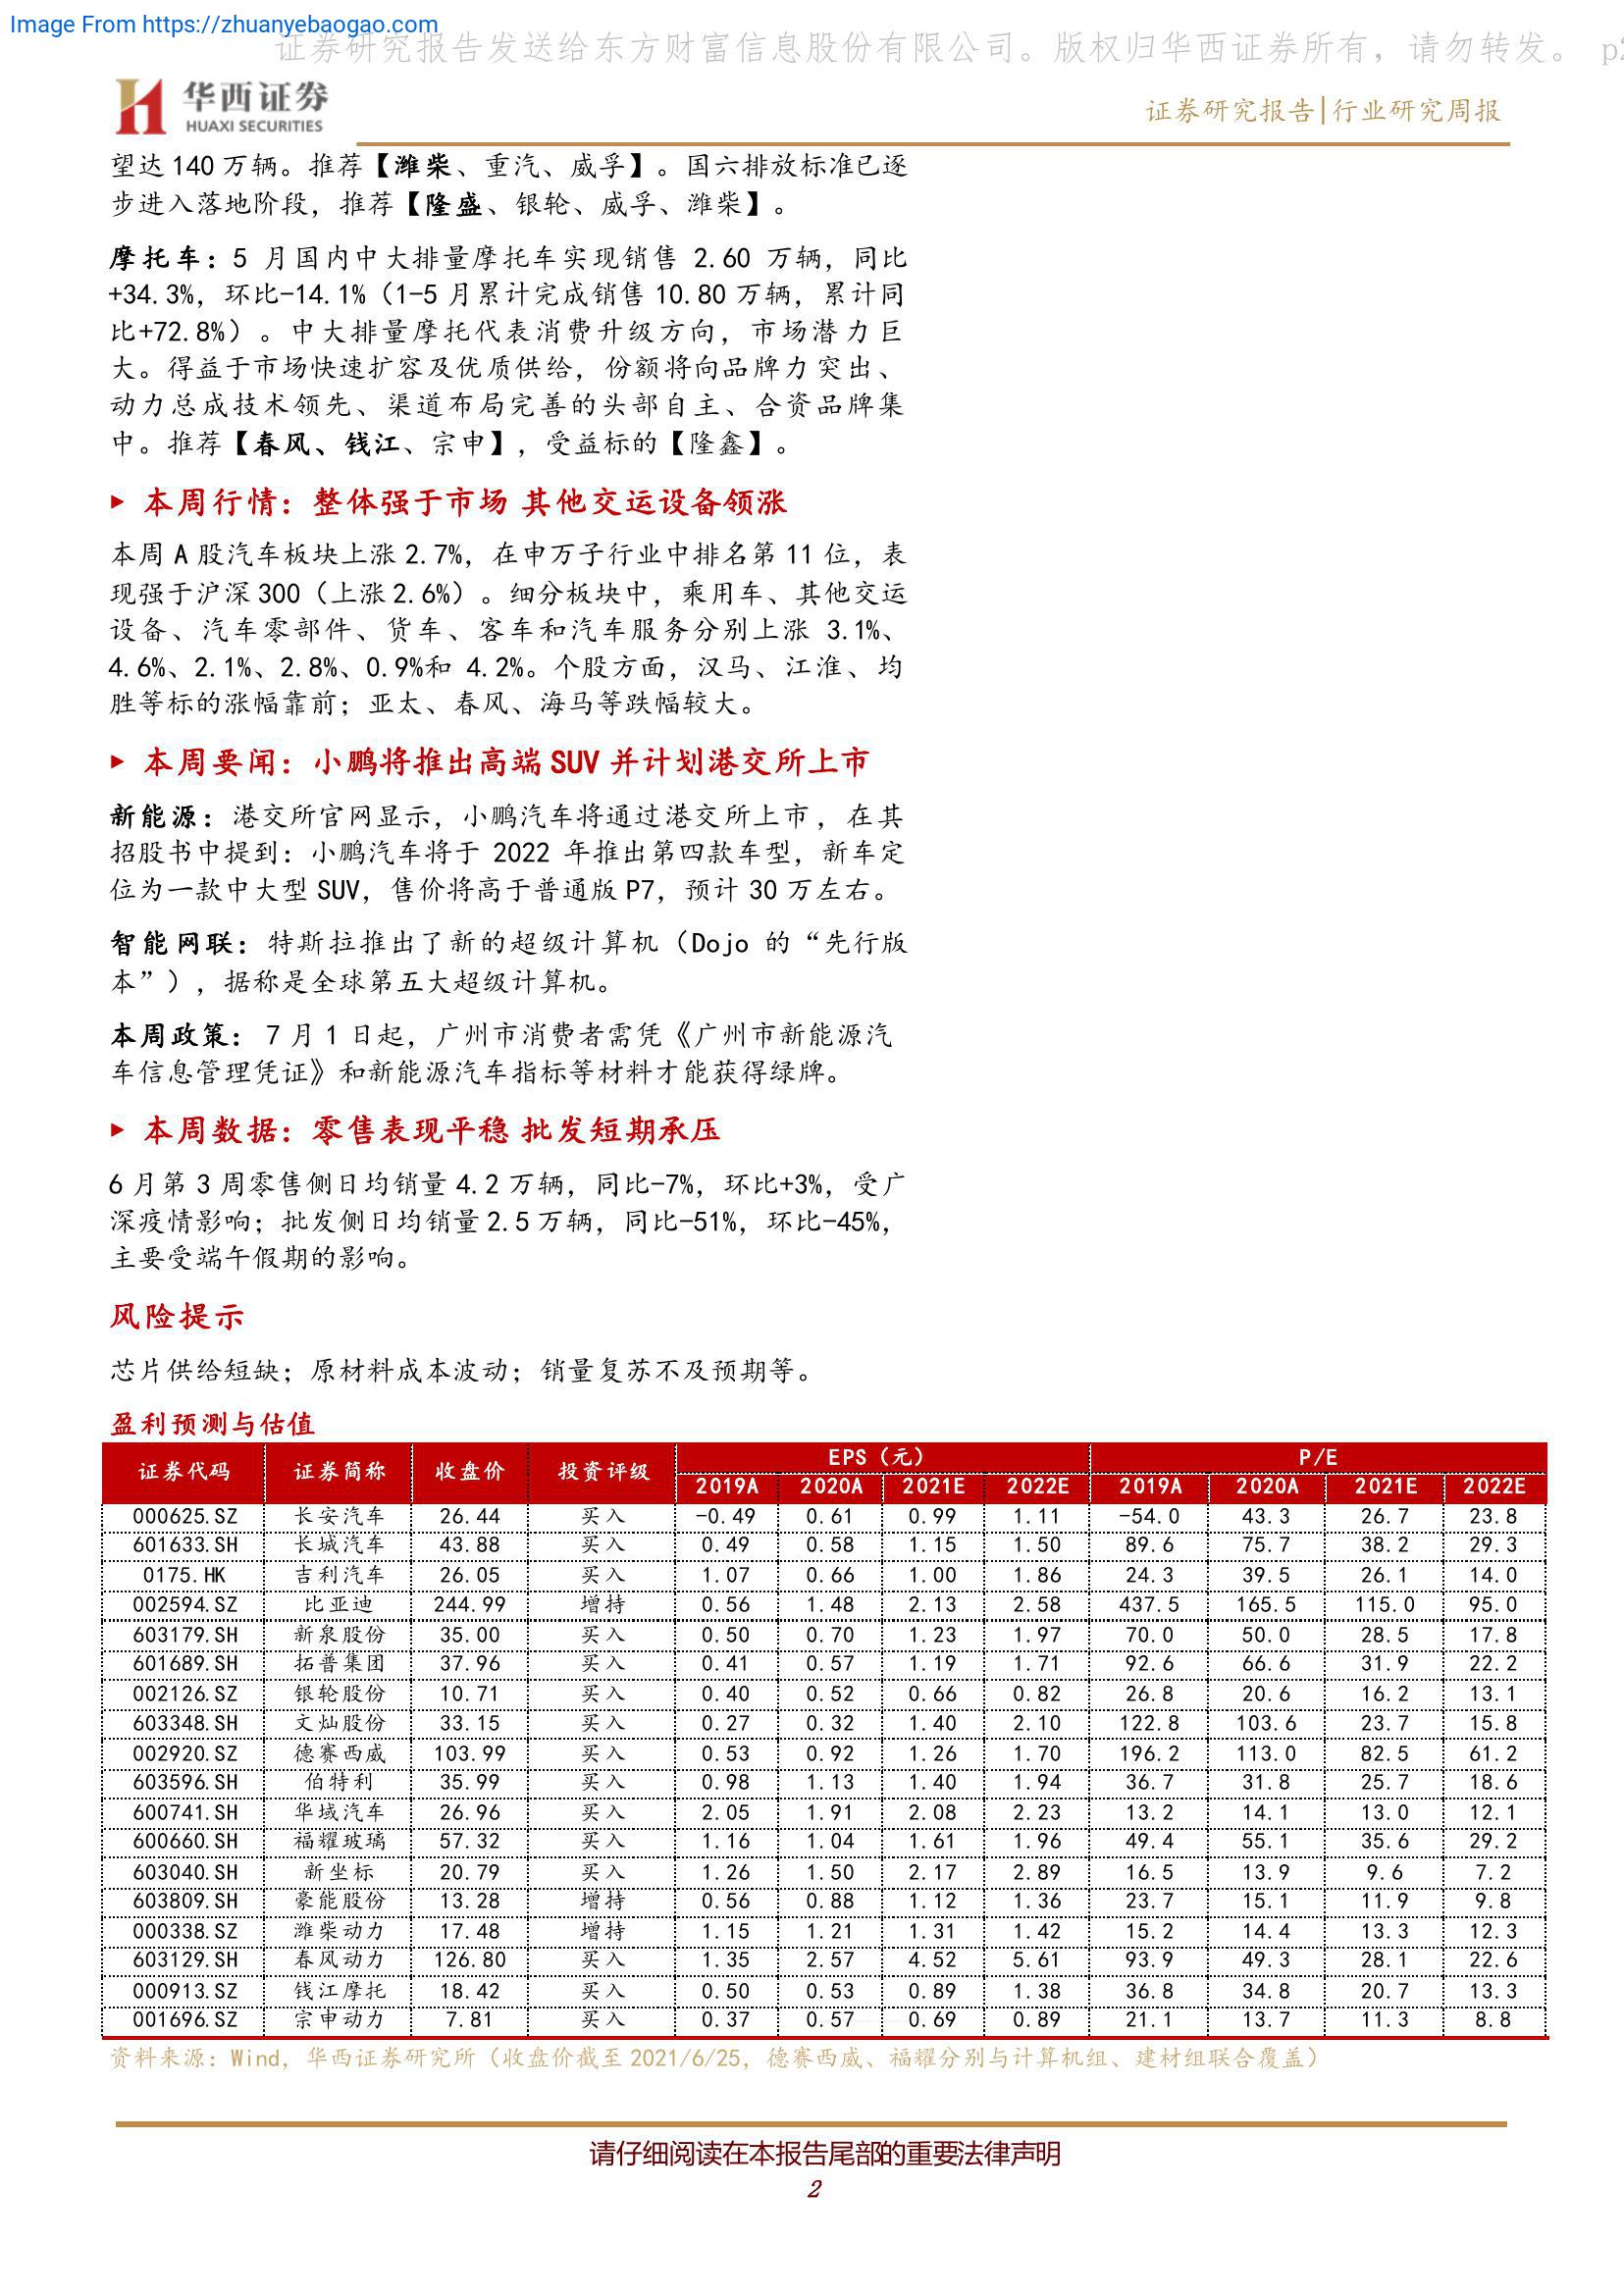 Image From https://zhuanyebaogao.com
证券研究报告发送给东方财富信息股份有限公司。版权归华西证券所有，请勿转发。 p2
华西证券
HUAXI SECURITIES
证券研究报告|行业研究周报
望达 140 万辆。推荐【潍柴、重汽、威孚】。国六排放标准已逐
步进入落地阶段，推荐【隆盛、银轮、威孚、潍柴】。
摩托车：5 月国内中大排量摩托车实现销售 2.60 万辆，同比
+34.3%，环比-14.1%（1-5 月累计完成销售 10.80 万辆，累计同
比+72.8%）。中大排量摩托代表消费升级方向，市场潜力巨
大。得益于市场快速扩容及优质供给，份额将向品牌力突出、
动力总成技术领先、渠道布局完善的头部自主、合资品牌集
中。推荐【春风、钱江、宗申】，受益标的【隆鑫】。
▸ 本周行情：整体强于市场 其他交运设备领涨
本周 A 股汽车板块上涨 2.7%，在申万子行业中排名第 11 位，表
现强于沪深 300（上涨 2.6%）。细分板块中，乘用车、其他交运
设备、汽车零部件、货车、客车和汽车服务分别上涨 3.1%、
4.6%、2.1%、2.8%、0.9%和 4.2%。个股方面，汉马、江淮、均
胜等标的涨幅靠前；亚太、春风、海马等跌幅较大。
▸ 本周要闻：小鹏将推出高端 SUV 并计划港交所上市
新能源：港交所官网显示，小鹏汽车将通过港交所上市，在其
招股书中提到：小鹏汽车将于 2022 年推出第四款车型，新车定
位为一款中大型 SUV，售价将高于普通版 P7，预计 30 万左右。
智能网联：特斯拉推出了新的超级计算机（Dojo 的“先行版
本”），据称是全球第五大超级计算机。
本周政策：7 月 1 日起，广州市消费者需凭《广州市新能源汽
车信息管理凭证》和新能源汽车指标等材料才能获得绿牌。
▸ 本周数据：零售表现平稳 批发短期承压
6 月第 3 周零售侧日均销量 4.2 万辆，同比-7%，环比+3%，受广
深疫情影响；批发侧日均销量 2.5 万辆，同比-51%，环比-45%，
主要受端午假期的影响。
风险提示
芯片供给短缺；原材料成本波动；销量复苏不及预期等。
盈利预测与估值
证券代码 证券简称 收盘价 投资评级 EPS（元） P/E
2019A 2020A 2021E 2022E 2019A 2020A 2021E 2022E
000625.SZ 长安汽车 26.44 买入 -0.49 0.61 0.99 1.11 -54.0 43.3 26.7 23.8
601633.SH 长城汽车 43.88 买入 0.49 0.58 1.15 1.50 89.6 75.7 38.2 29.3
0175.HK 吉利汽车 26.05 买入 1.07 0.66 1.00 1.86 24.3 39.5 26.1 14.0
002594.SZ 比亚迪 244.99 增持 0.56 1.48 2.13 2.58 437.5 165.5 115.0 95.0
603179.SH 新泉股份 35.00 买入 0.50 0.70 1.23 1.97 70.0 50.0 28.5 17.8
601689.SH 拓普集团 37.96 买入 0.41 0.57 1.19 1.71 92.6 66.6 31.9 22.2
002126.SZ 银轮股份 10.71 买入 0.40 0.52 0.66 0.82 26.8 20.6 16.2 13.1
603348.SH 文灿股份 33.15 买入 0.27 0.32 1.40 2.10 122.8 103.6 23.7 15.8
002920.SZ 德赛西威 103.99 买入 0.53 0.92 1.26 1.70 196.2 113.0 82.5 61.2
603596.SH 伯特利 35.99 买入 0.98 1.13 1.40 1.94 36.7 31.8 25.7 18.6
600741.SH 华域汽车 26.96 买入 2.05 1.91 2.08 2.23 13.2 14.1 13.0 12.1
600660.SH 福耀玻璃 57.32 买入 1.16 1.04 1.61 1.96 49.4 55.1 35.6 29.2
603040.SH 新坐标 20.79 买入 1.26 1.50 2.17 2.89 16.5 13.9 9.6 7.2
603809.SH 豪能股份 13.28 增持 0.56 0.88 1.12 1.36 23.7 15.1 11.9 9.8
000338.SZ 潍柴动力 17.48 增持 1.15 1.21 1.31 1.42 15.2 14.4 13.3 12.3
603129.SH 春风动力 126.80 买入 1.35 2.57 4.52 5.61 93.9 49.3 28.1 22.6
000913.SZ 钱江摩托 18.42 买入 0.50 0.53 0.89 1.38 36.8 34.8 20.7 13.3
001696.SZ 宗申动力 7.81 买入 0.37 0.57 0.69 0.89 21.1 13.7 11.3 8.8
资料来源：Wind，华西证券研究所（收盘价截至 2021/6/25，德赛西威、福耀分别与计算机组、建材组联合覆盖）
请仔细阅读在本报告尾部的重要法律声明
2